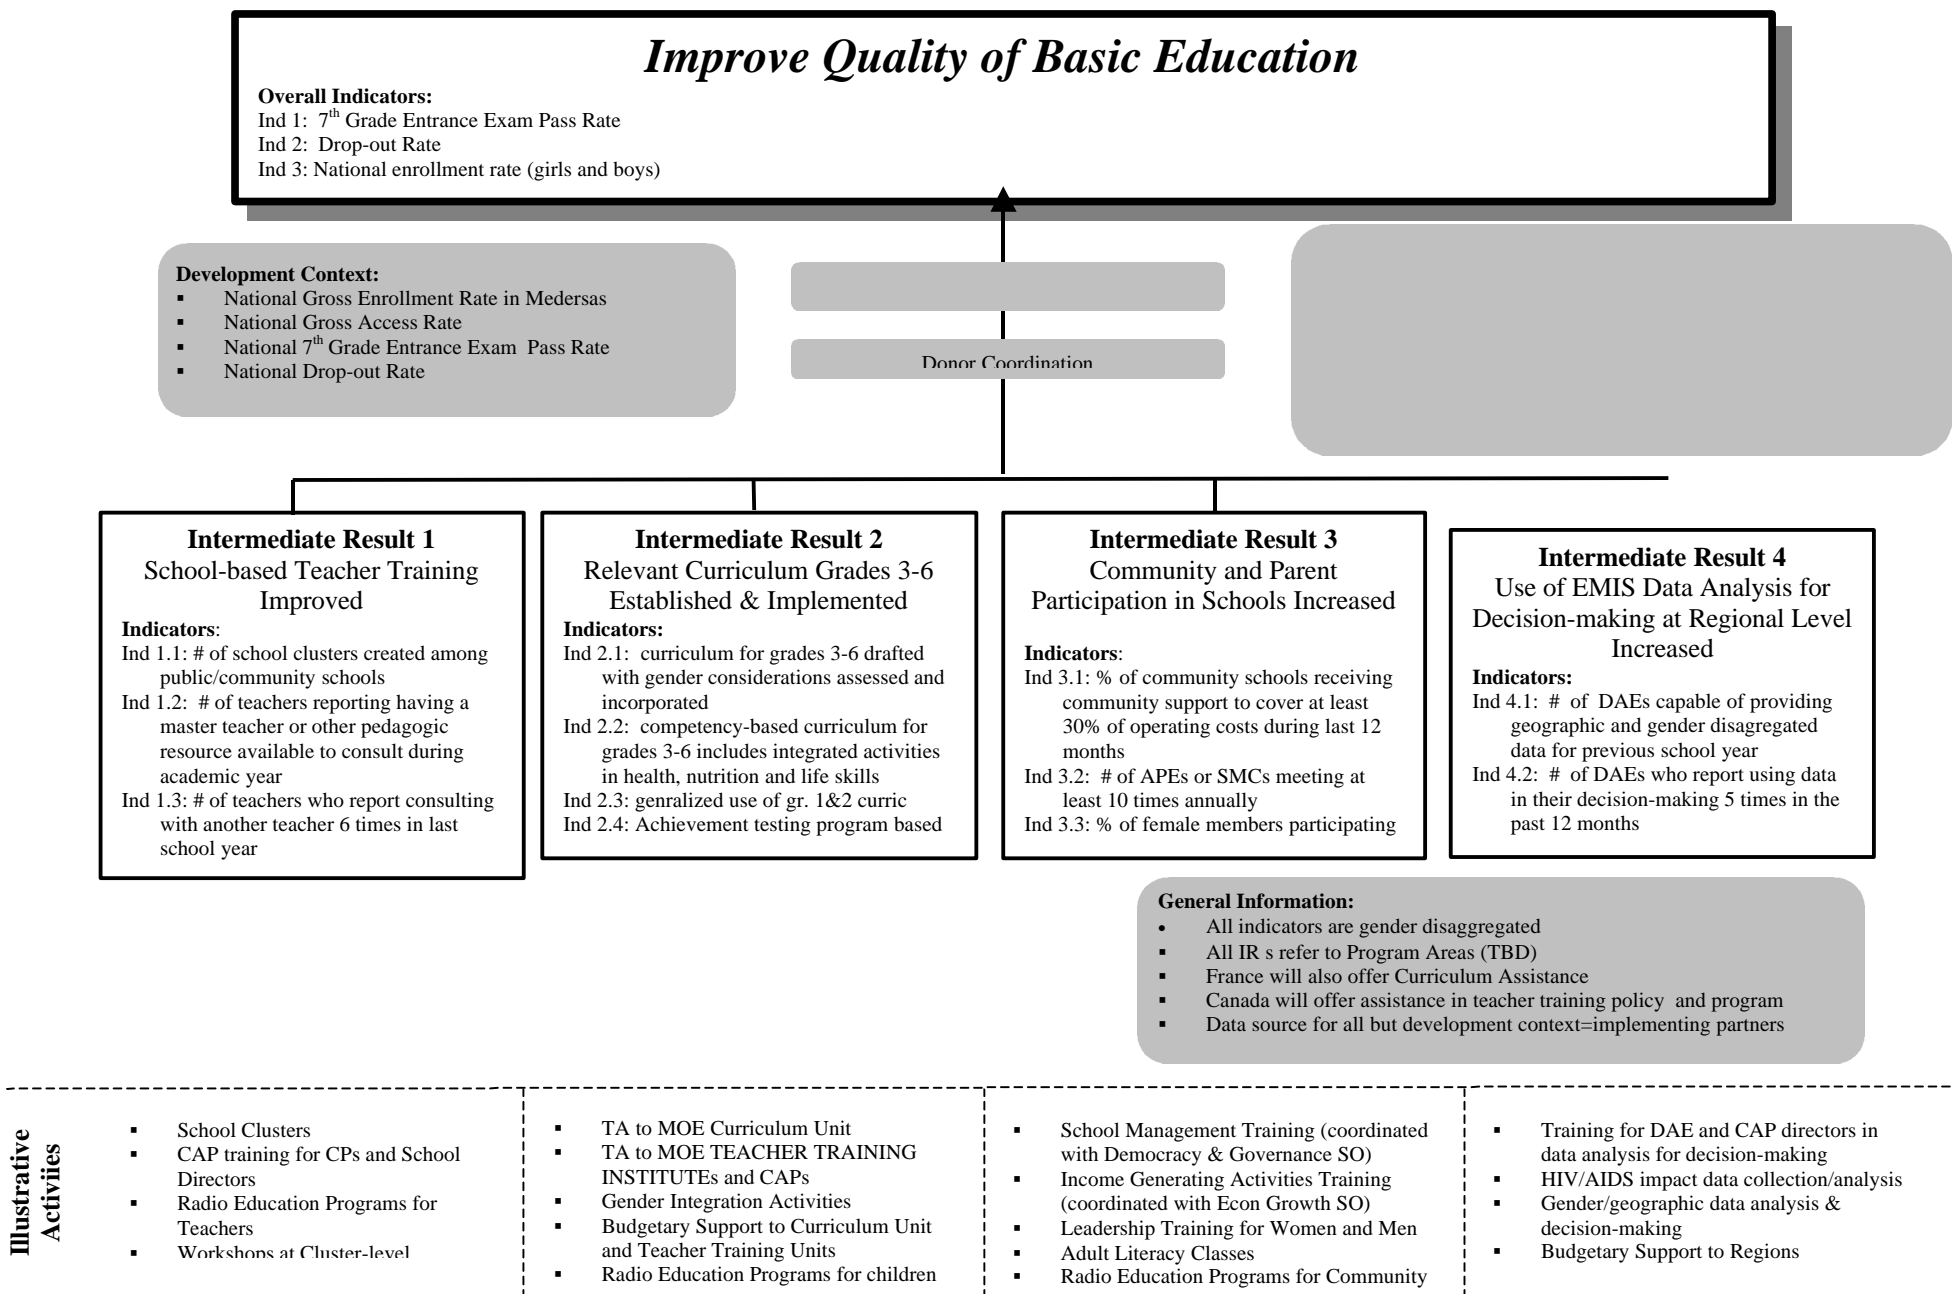 Improve Quality of Basic Education
Overall Indicators:
Ind 1: 7th Grade Entrance Exam Pass Rate
Ind 2: Drop-out Rate
Ind 3: National enrollment rate (girls and boys)
Development Context:
▪ National Gross Enrollment Rate in Medersas
▪ National Gross Access Rate
▪ National 7th Grade Entrance Exam Pass Rate
▪ National Drop-out Rate
Donor Coordination
Intermediate Result 1
School-based Teacher Training
Improved
Indicators:
Ind 1.1: # of school clusters created among
public/community schools
Ind 1.2: # of teachers reporting having a
master teacher or other pedagogic
resource available to consult during
academic year
Ind 1.3: # of teachers who report consulting
with another teacher 6 times in last
school year
Intermediate Result 2
Relevant Curriculum Grades 3-6
Established & Implemented
Indicators:
Ind 2.1: curriculum for grades 3-6 drafted
with gender considerations assessed and
incorporated
Ind 2.2: competency-based curriculum for
grades 3-6 includes integrated activities
in health, nutrition and life skills
Ind 2.3: genralized use of gr. 1&2 curric
Ind 2.4: Achievement testing program based
Intermediate Result 3
Community and Parent
Participation in Schools Increased
Indicators:
Ind 3.1: % of community schools receiving
community support to cover at least
30% of operating costs during last 12
months
Ind 3.2: # of APEs or SMCs meeting at
least 10 times annually
Ind 3.3: % of female members participating
Intermediate Result 4
Use of EMIS Data Analysis for
Decision-making at Regional Level
Increased
Indicators:
Ind 4.1: # of DAEs capable of providing
geographic and gender disagregated
data for previous school year
Ind 4.2: # of DAEs who report using data
in their decision-making 5 times in the
past 12 months
General Information:
• All indicators are gender disaggregated
▪ All IR s refer to Program Areas (TBD)
▪ France will also offer Curriculum Assistance
▪ Canada will offer assistance in teacher training policy and program
▪ Data source for all but development context=implementing partners
Illustrative
Activiies
▪ School Clusters
▪ CAP training for CPs and School
Directors
▪ Radio Education Programs for
Teachers
▪ Workshops at Cluster-level
▪ TA to MOE Curriculum Unit
▪ TA to MOE TEACHER TRAINING
INSTITUTEs and CAPs
▪ Gender Integration Activities
▪ Budgetary Support to Curriculum Unit
and Teacher Training Units
▪ Radio Education Programs for children
▪ School Management Training (coordinated
with Democracy & Governance SO)
▪ Income Generating Activities Training
(coordinated with Econ Growth SO)
▪ Leadership Training for Women and Men
▪ Adult Literacy Classes
▪ Radio Education Programs for Community
▪ Training for DAE and CAP directors in
data analysis for decision-making
▪ HIV/AIDS impact data collection/analysis
▪ Gender/geographic data analysis &
decision-making
▪ Budgetary Support to Regions